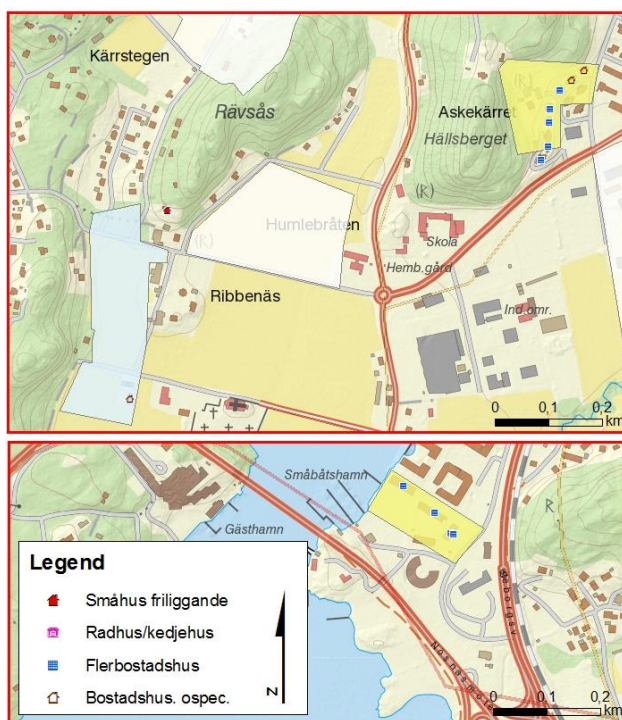 Kärrstegen
Rävsås
(R)
Askekärret
Hällsberget
(R)
(R)
Humlebråten
Skola
Hemb.gård
Ribbenäs
Ind.omr.
0 0,1 0,2
km
Småbåtshamn
Gästhamn
R
Legend
Småhus friliggande
Radhus/kedjehus
Flerbostadshus
Bostadshus. ospec.
N
Nösnäsmotet
0 0,1 0,2
km